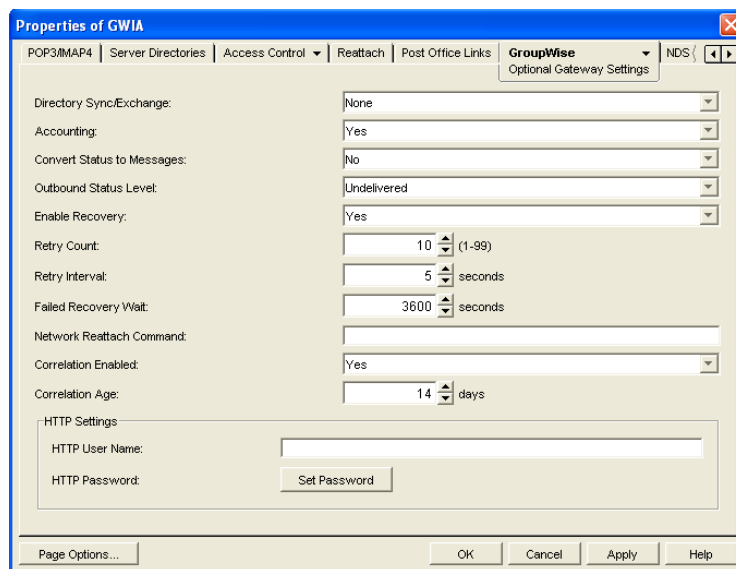 Properties of GWIA
POP3/IMAP4 Server Directories Access Control Reattach Post Office Links GroupWise NDS
Optional Gateway Settings
Directory Sync/Exchange: None
Accounting: Yes
Convert Status to Messages: No
Outbound Status Level: Undelivered
Enable Recovery: Yes
Retry Count: 10 (1-99)
Retry Interval: 5 seconds
Failed Recovery Wait: 3600 seconds
Network Reattach Command:
Correlation Enabled: Yes
Correlation Age: 14 days
HTTP Settings
HTTP User Name:
HTTP Password: Set Password
Page Options... OK Cancel Apply Help